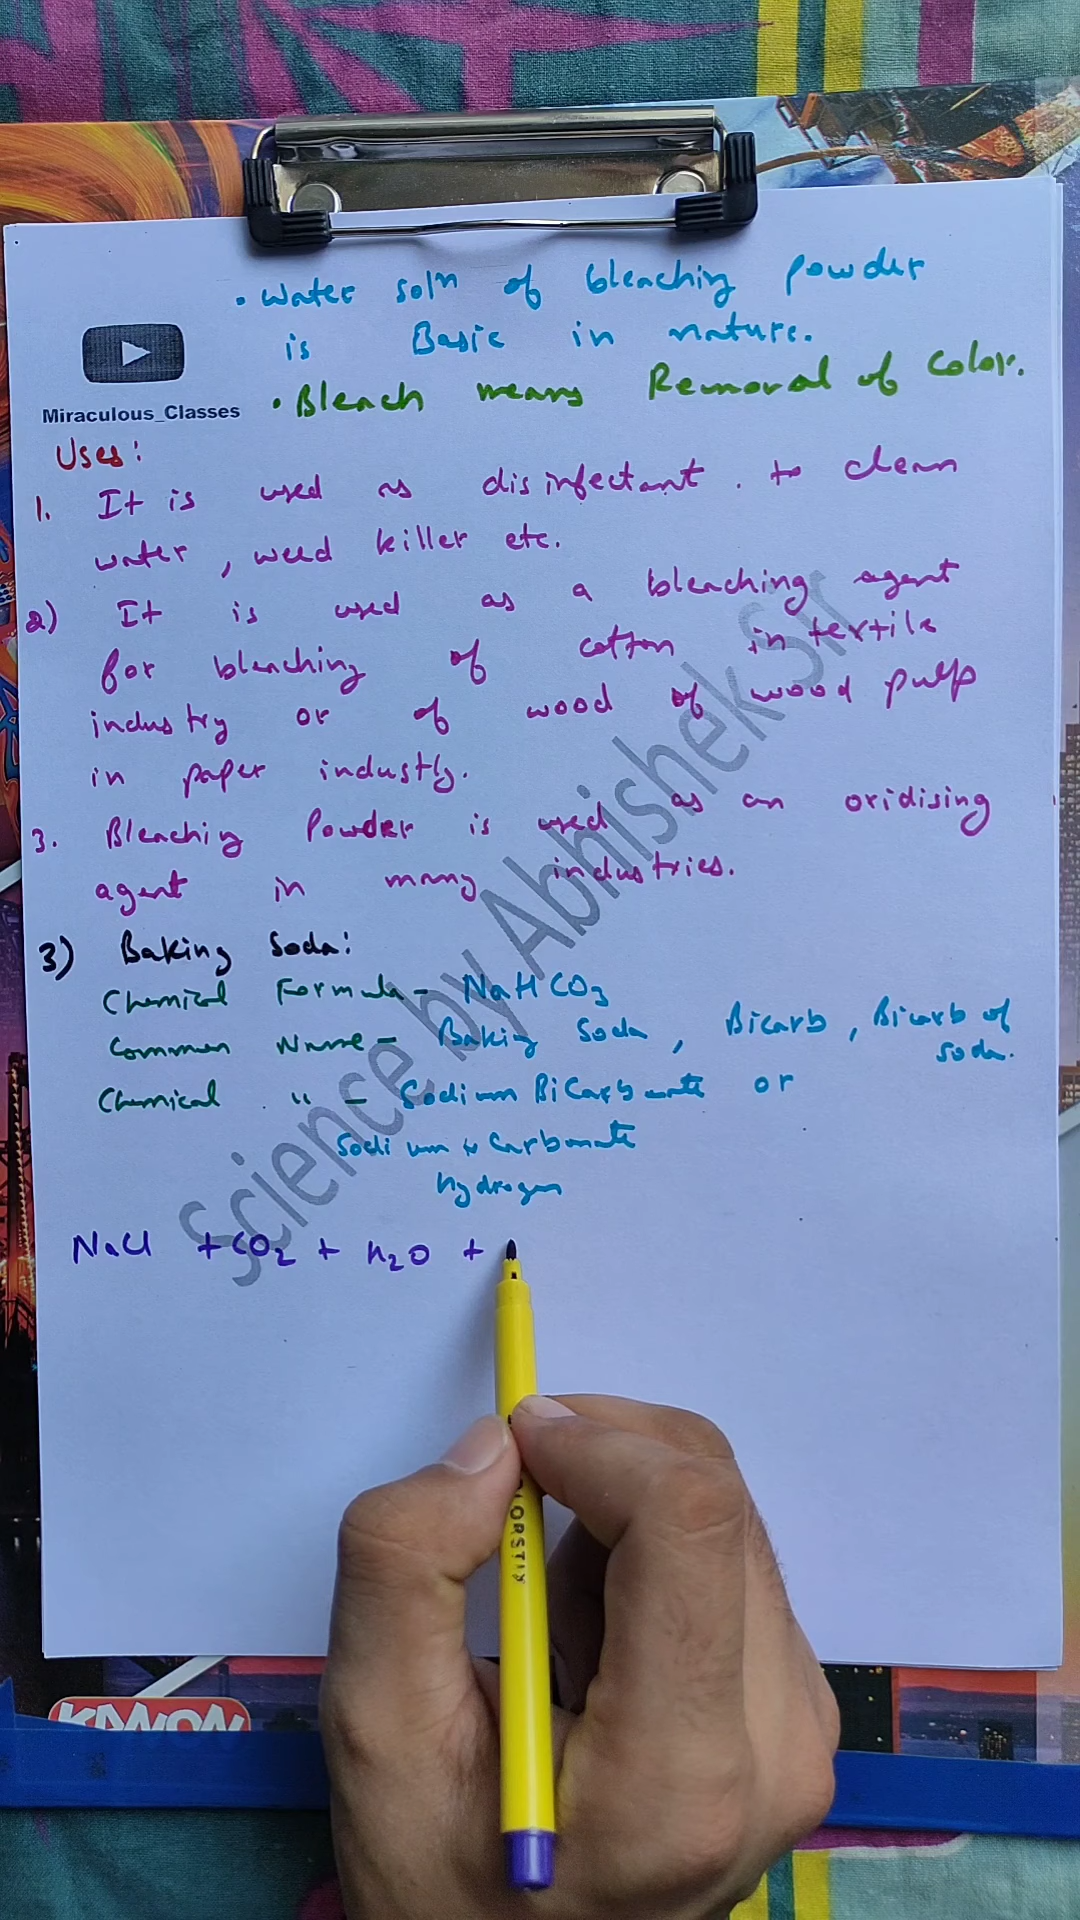 • Water solⁿ of bleaching powder
is Basic in nature.
• Bleach means Removal of Color.
Miraculous_Classes
Uses:
1. It is used as disinfectant. to clean
water, weed killer etc.
2) It is used as a bleaching agent
for bleaching of cotton in textile
industry or of wood of wood pulp
in paper industry.
3. Bleaching Powder is used as an oxidising
agent in many industries.
3) Baking Soda:
Chemical Formula - NaHCO3
Common Name - Baking Soda, Bicarb, Bicarb of
soda.
Chemical " - Sodium BiCarbonate or
Sodium Carbonate
Hydrogen
NaCl + CO2 + H2O +
Science by Abhishek Sir
COLORSTIX
KANON